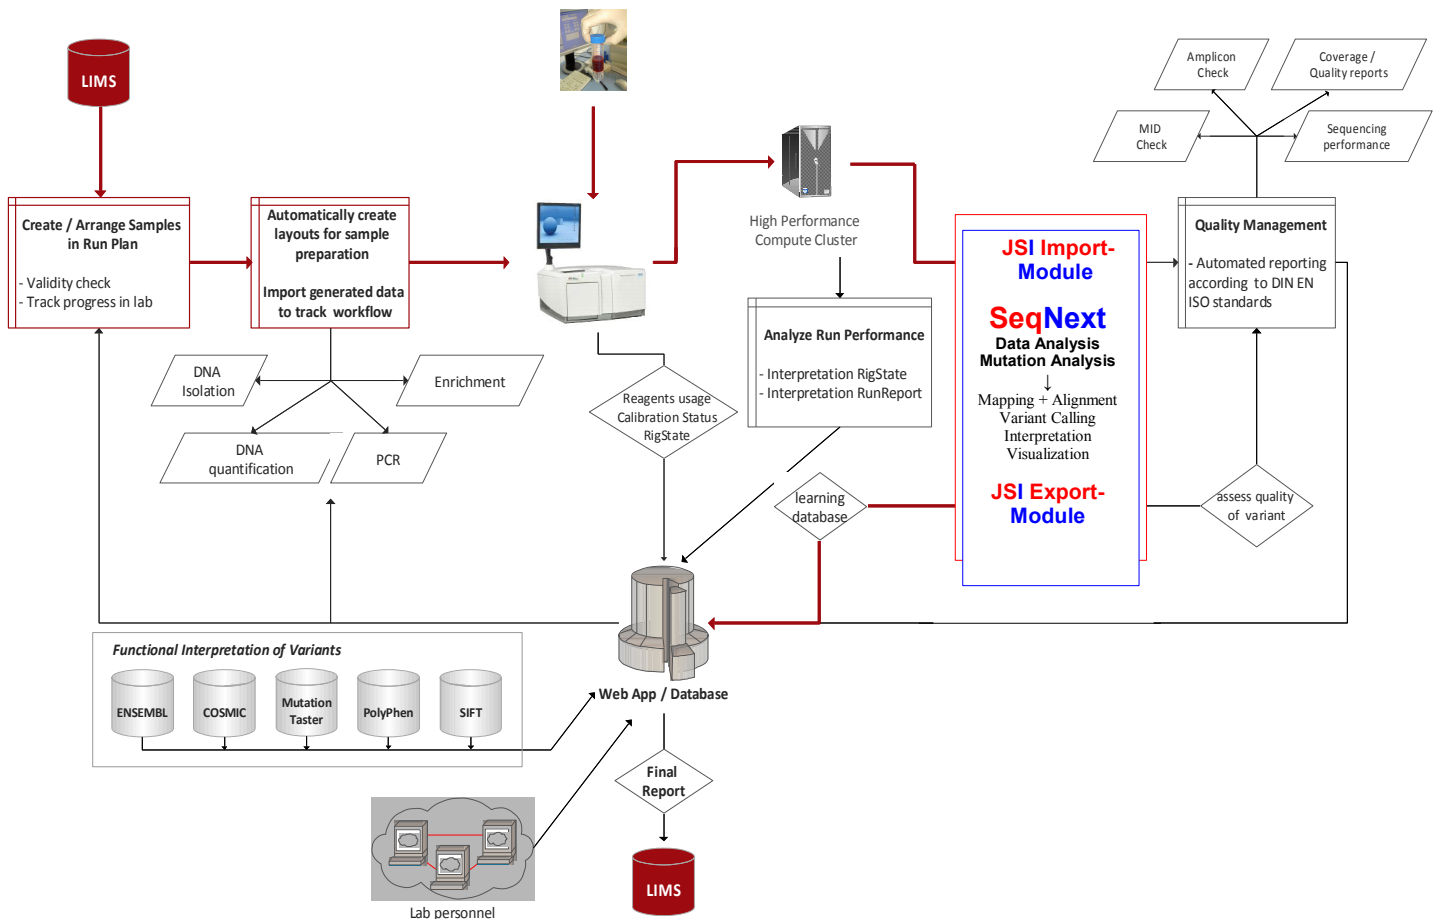 LIMS
Create / Arrange Samples
in Run Plan
- Validity check
- Track progress in lab
Automatically create
layouts for sample
preparation
Import generated data
to track workflow
DNA
Isolation
Enrichment
DNA
quantification
PCR
Reagents usage
Calibration Status
RigState
High Performance
Compute Cluster
Analyze Run Performance
- Interpretation RigState
- Interpretation RunReport
learning
database
JSI Import-
Module
SeqNext
Data Analysis
Mutation Analysis
↓
Mapping + Alignment
Variant Calling
Interpretation
Visualization
JSI Export-
Module
Amplicon
Check
Coverage /
Quality reports
MID
Check
Sequencing
performance
Quality Management
- Automated reporting
according to DIN EN
ISO standards
assess quality
of variant
Functional Interpretation of Variants
ENSEMBL
COSMIC
Mutation
Taster
PolyPhen
SIFT
Web App / Database
Final
Report
LIMS
Lab personnel